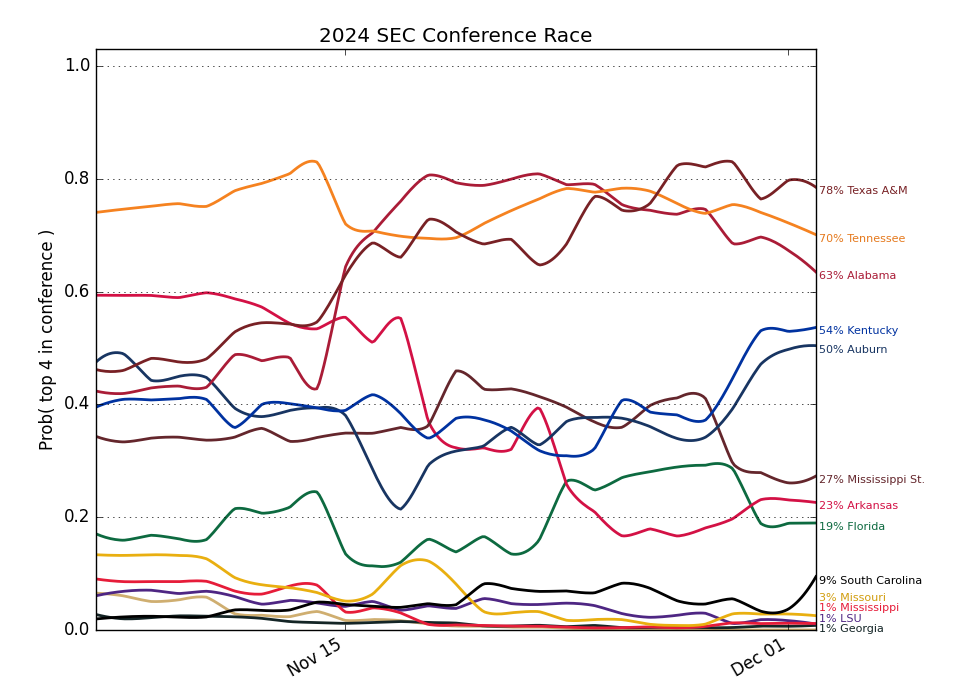 2024 SEC Conference Race
Prob( top 4 in conference )
1.0
0.8
0.6
0.4
0.2
0.0
Nov 15
Dec 01
78% Texas A&M
70% Tennessee
63% Alabama
54% Kentucky
50% Auburn
27% Mississippi St.
23% Arkansas
19% Florida
9% South Carolina
3% Missouri
1% Mississippi
1% LSU
1% Georgia